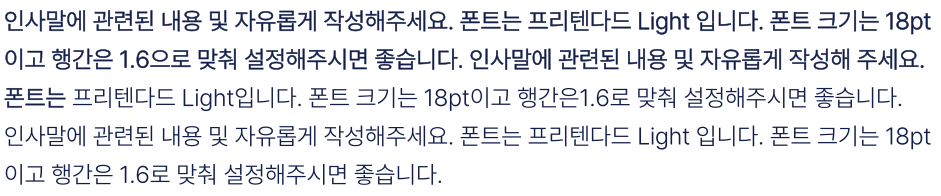 인사말에 관련된 내용 및 자유롭게 작성해주세요. 폰트는 프리텐다드 Light 입니다. 폰트 크기는 18pt
이고 행간은 1.6으로 맞춰 설정해주시면 좋습니다. 인사말에 관련된 내용 및 자유롭게 작성해 주세요.
폰트는 프리텐다드 Light입니다. 폰트 크기는 18pt이고 행간은1.6로 맞춰 설정해주시면 좋습니다.
인사말에 관련된 내용 및 자유롭게 작성해주세요. 폰트는 프리텐다드 Light 입니다. 폰트 크기는 18pt
이고 행간은 1.6로 맞춰 설정해주시면 좋습니다.